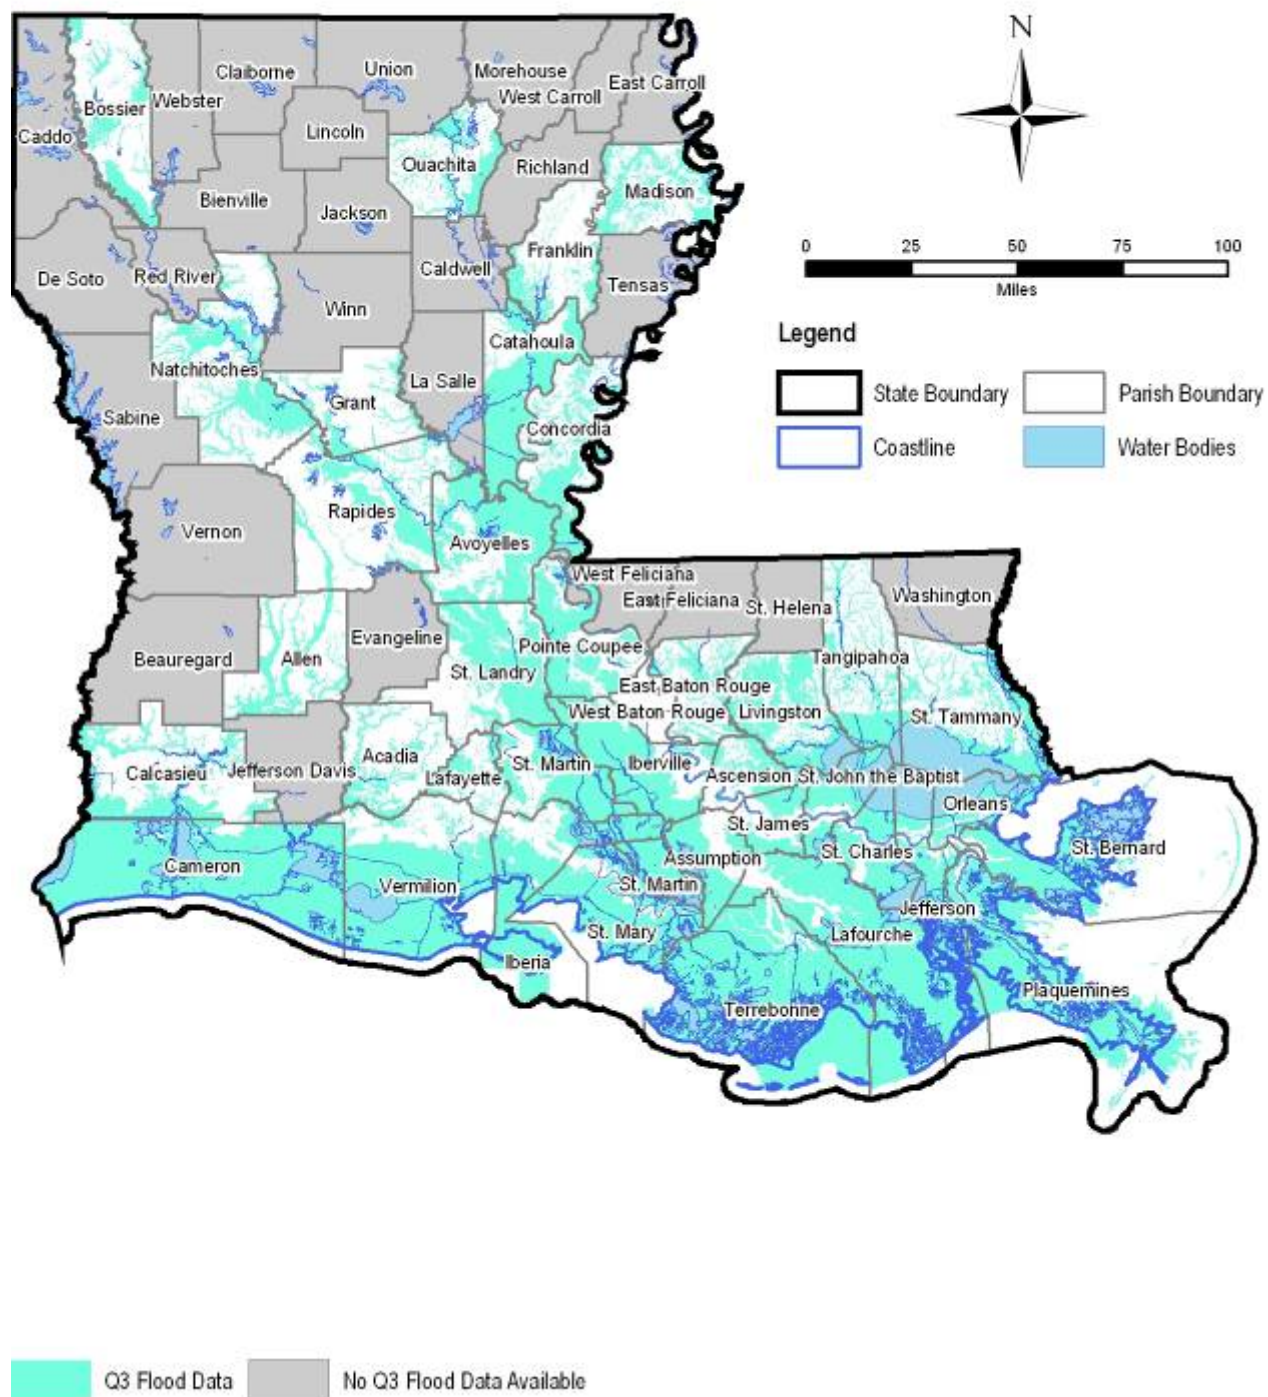 N
Claiborne
Union
Morehouse
West Carroll
East Carroll
Bossier
Webster
Caddo
Lincoln
Ouachita
Richland
Madison
Bienville
Jackson
Franklin
0 25 50 75 100
Miles
De Soto
Red River
Caldwell
Tensas
Winn
Catahoula
Legend
Natchitoches
La Salle
Grant
State Boundary
Parish Boundary
Sabine
Concordia
Coastline
Water Bodies
Rapides
Vernon
Avoyelles
West Feliciana
East Feliciana
St. Helena
Washington
Evangeline
Pointe Coupee
Beauregard
Allen
St. Landry
Tangipahoa
East Baton Rouge
West Baton Rouge
Livingston
St. Tammany
Acadia
Calcasieu
Jefferson Davis
Lafayette
St. Martin
Iberville
Ascension
St. John the Baptist
Orleans
St. James
St. Charles
St. Bernard
Cameron
Assumption
Vermilion
St. Martin
Jefferson
St. Mary
Lafourche
Iberia
Plaquemines
Terrebonne
Q3 Flood Data
No Q3 Flood Data Available